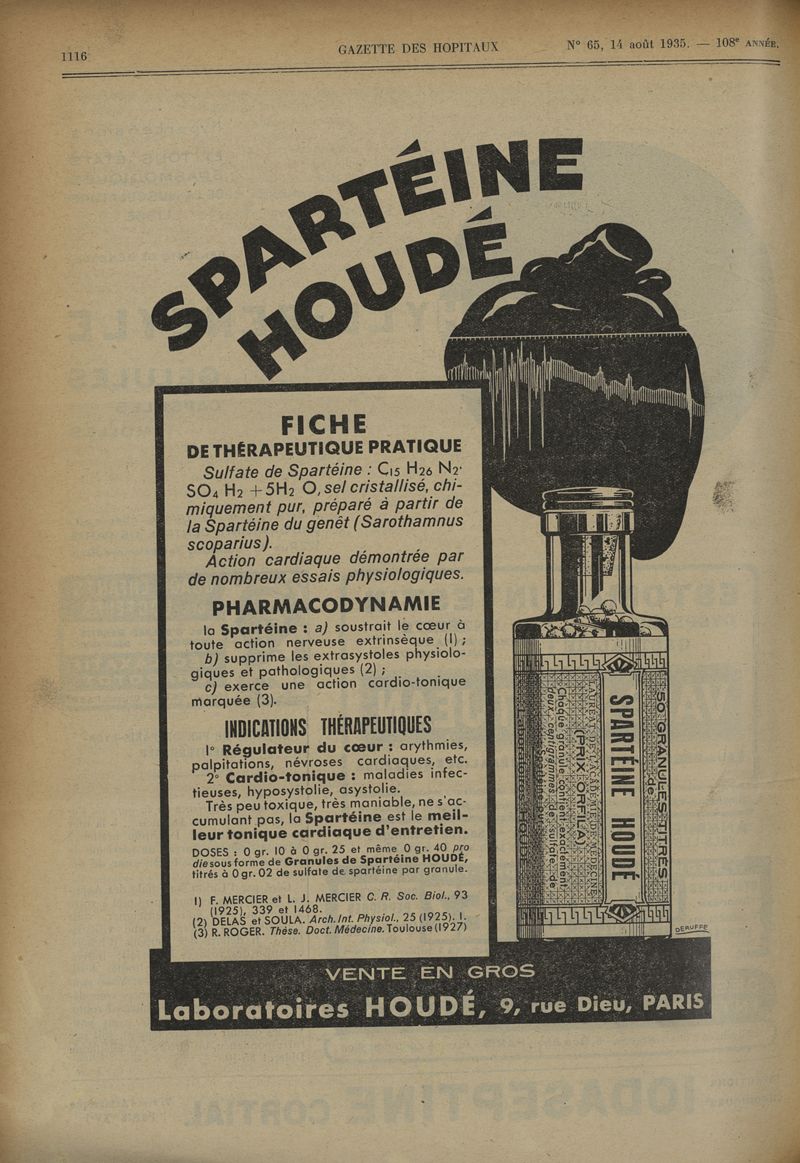 1116
GAZETTE DES HOPITAUX
N° 65, 14 août 1935. — 108e ANNÉE.
SPARTÉINE
HOUDÉ
FICHE
DE THÉRAPEUTIQUE PRATIQUE
Sulfate de Spartéine : C15 H26 N2·
SO4 H2 + 5H2 O, sel cristallisé, chi-
miquement pur, préparé à partir de
la Spartéine du genêt (Sarothamnus
scoparius).
Action cardiaque démontrée par
de nombreux essais physiologiques.
PHARMACODYNAMIE
la Spartéine : a) soustrait le cœur à
toute action nerveuse extrinsèque (1) ;
b) supprime les extrasystoles physiolo-
giques et pathologiques (2) ;
c) exerce une action cardio-tonique
marquée (3).
INDICATIONS THÉRAPEUTIQUES
1° Régulateur du cœur : arythmies,
palpitations, névroses cardiaques, etc.
2° Cardio-tonique : maladies infec-
tieuses, hyposystolie, asystolie.
Très peu toxique, très maniable, ne s'ac-
cumulant pas, la Spartéine est le meil-
leur tonique cardiaque d'entretien.
DOSES : 0 gr. 10 à 0 gr. 25 et même 0 gr. 40 pro
die sous forme de Granules de Spartéine HOUDÉ,
titrés à 0 gr. 02 de sulfate de spartéine par granule.
1) F. MERCIER et L. J. MERCIER C. R. Soc. Biol., 93
(1925), 339 et 1468.
(2) DELAS et SOULA. Arch. Int. Physiol., 25 (1925). 1.
(3) R. ROGER. Thèse. Doct. Médecine. Toulouse (1927)
50 GRANULES TITRÉS
de
SPARTÉINE HOUDÉ
LAURÉAT DE L'ACADÉMIE DE MÉDECINE
(PRIX ORFILA)
Chaque granule contient exactement
deux centigrammes de sulfate de
Spartéine pur
Laboratoires HOUDÉ
DERUFFE
VENTE EN GROS
Laboratoires HOUDÉ, 9, rue Dieu, PARIS